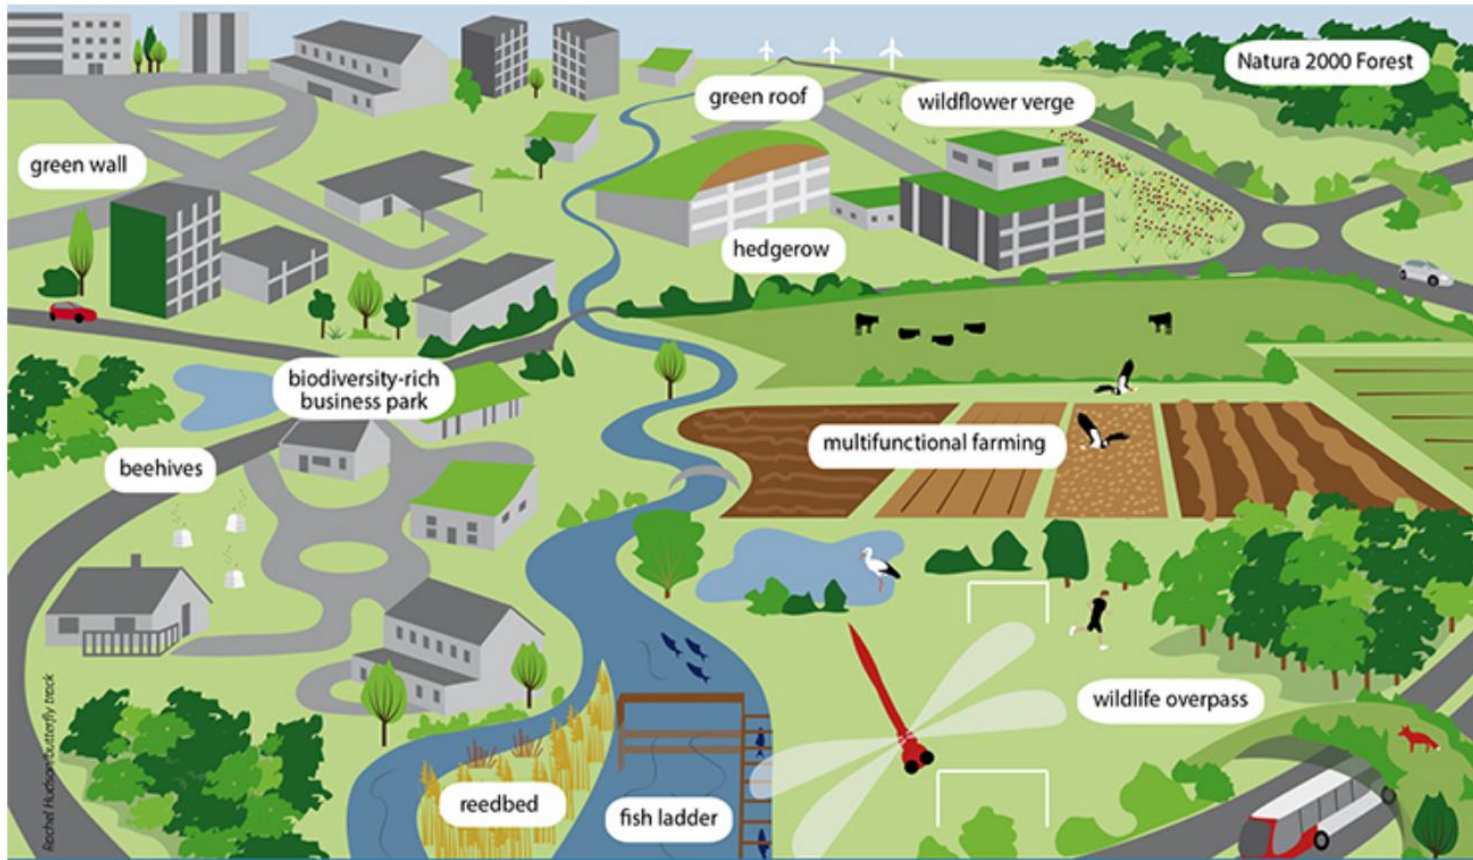 Natura 2000 Forest
green roof
wildflower verge
green wall
hedgerow
biodiversity-rich
business park
multifunctional farming
beehives
wildlife overpass
reedbed
fish ladder
Rachel Hudson/butterfly track